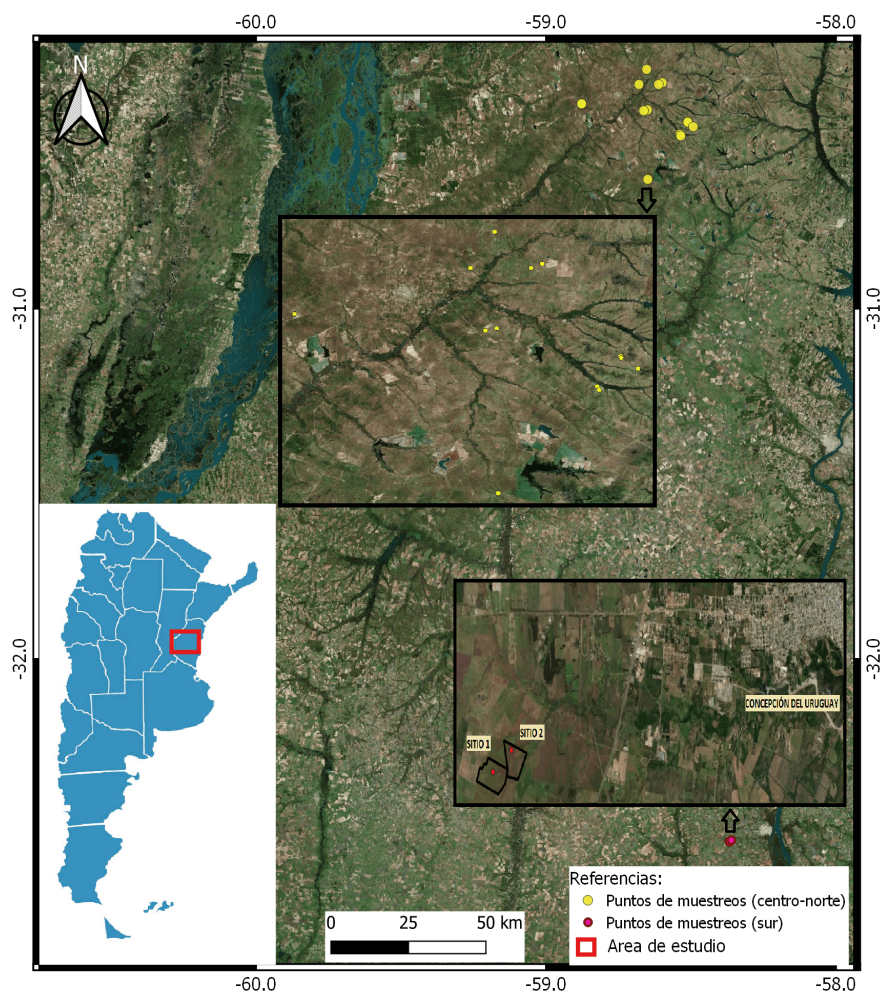 -60.0 -59.0 -58.0
N
-31.0 -31.0
-32.0 -32.0
CONCEPCIÓN DEL URUGUAY
SITIO 2
SITIO 1
Referencias:
Puntos de muestreos (centro-norte)
Puntos de muestreos (sur)
Area de estudio
0 25 50 km
-60.0 -59.0 -58.0